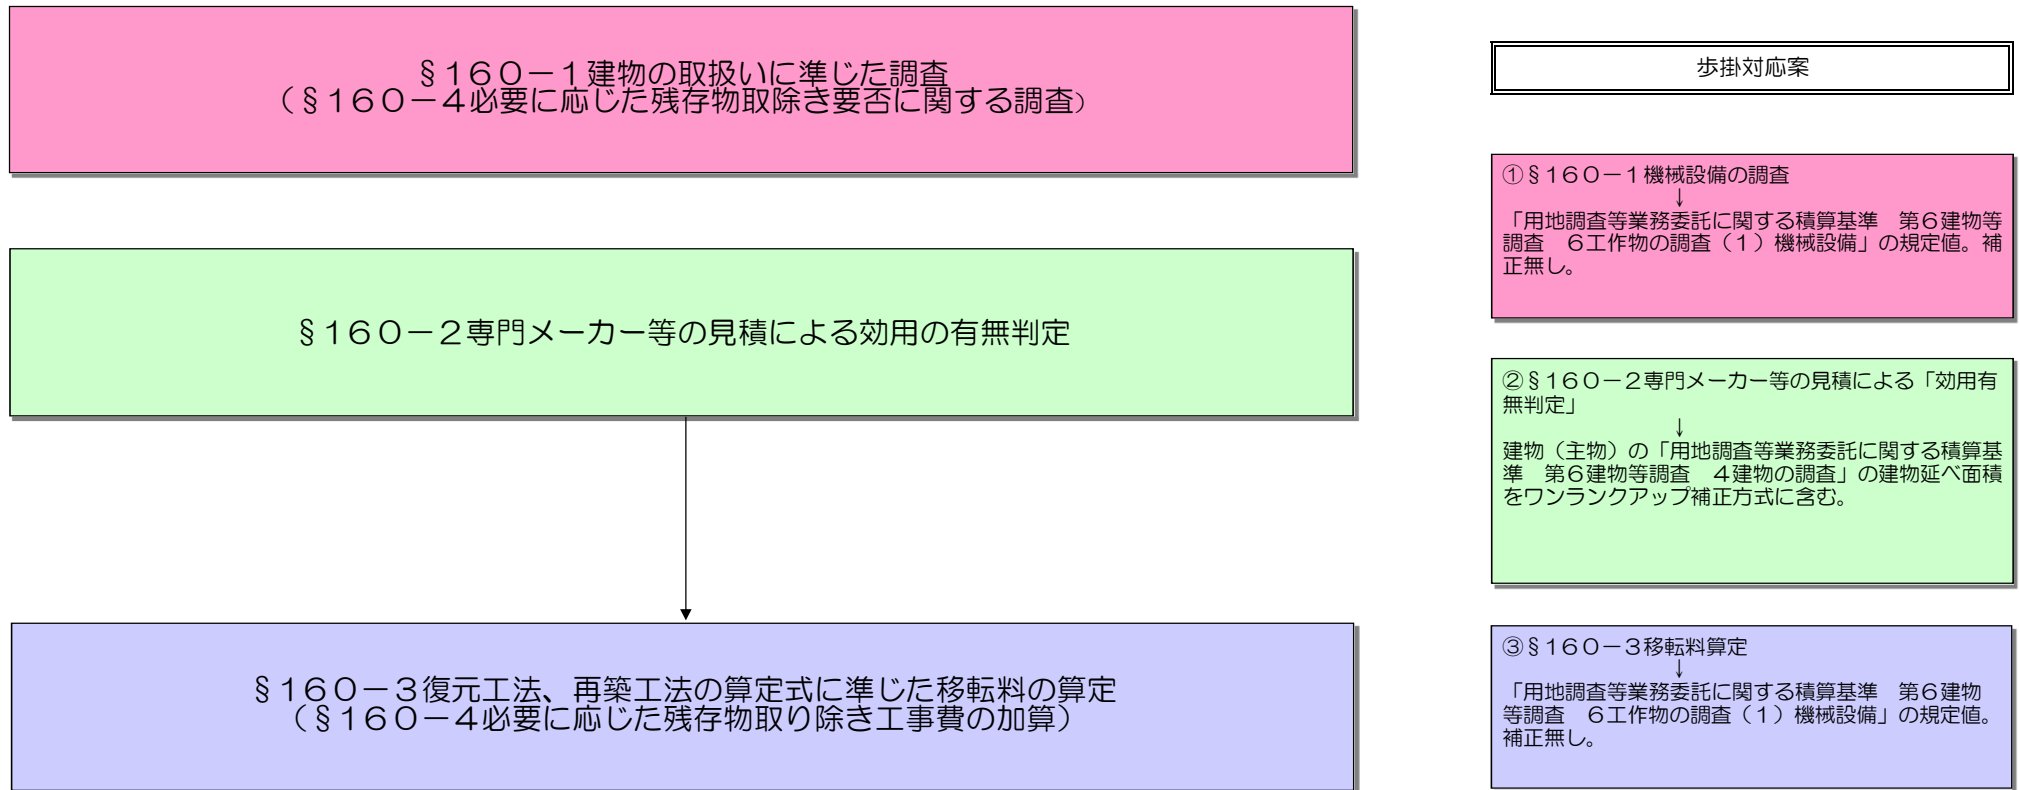 §160－1建物の取扱いに準じた調査
（§160－4必要に応じた残存物取除き要否に関する調査）
§160－2専門メーカー等の見積による効用の有無判定
§160－3復元工法、再築工法の算定式に準じた移転料の算定
（§160－4必要に応じた残存物取り除き工事費の加算）
歩掛対応案
①§160－1機械設備の調査
↓
「用地調査等業務委託に関する積算基準　第6建物等
調査　6工作物の調査（1）機械設備」の規定値。補
正無し。
②§160－2専門メーカー等の見積による「効用有
無判定」
↓
建物（主物）の「用地調査等業務委託に関する積算基
準　第6建物等調査　4建物の調査」の建物延べ面積
をワンランクアップ補正方式に含む。
③§160－3移転料算定
↓
「用地調査等業務委託に関する積算基準　第6建物
等調査　6工作物の調査（1）機械設備」の規定値。
補正無し。